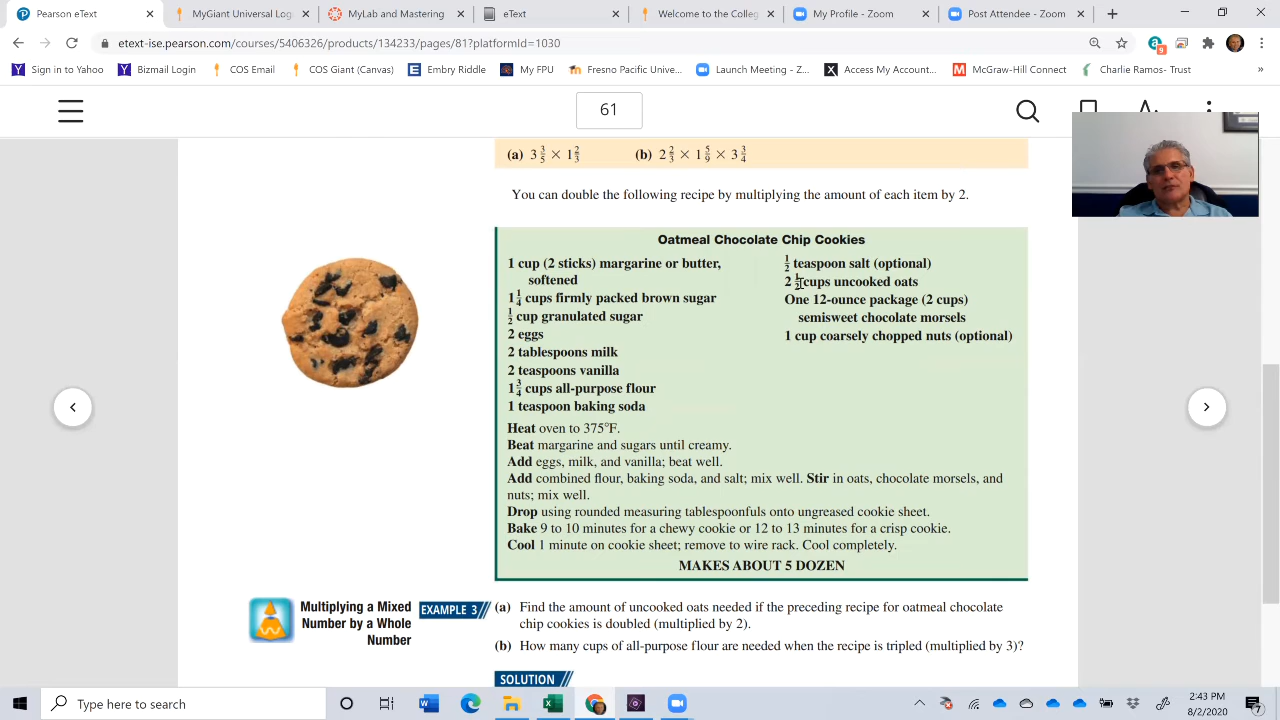 Pearson eText
MyGiant Universal Log
MyLab and Mastering
eText
Welcome to the Colleg
My Profile - Zoom
Post Attendee - Zoom
etext-ise.pearson.com/courses/5406326/products/134233/pages/61?platformId=1030
9
Sign in to Yahoo
Bizmail Login
COS Email
COS Giant (Canvas)
Embry Riddle
My FPU
Fresno Pacific Unive...
Launch Meeting - Z...
Access My Account...
McGraw-Hill Connect
Charlie Ramos- Trust
»
61
(a) 3 3/5 × 1 2/3 (b) 2 2/3 × 1 5/9 × 3 3/4
You can double the following recipe by multiplying the amount of each item by 2.
Oatmeal Chocolate Chip Cookies
1 cup (2 sticks) margarine or butter,
softened
1 1/4 cups firmly packed brown sugar
1/2 cup granulated sugar
2 eggs
2 tablespoons milk
2 teaspoons vanilla
1 3/4 cups all-purpose flour
1 teaspoon baking soda
1/2 teaspoon salt (optional)
2 1/2 cups uncooked oats
One 12-ounce package (2 cups)
semisweet chocolate morsels
1 cup coarsely chopped nuts (optional)
Heat oven to 375°F.
Beat margarine and sugars until creamy.
Add eggs, milk, and vanilla; beat well.
Add combined flour, baking soda, and salt; mix well. Stir in oats, chocolate morsels, and
nuts; mix well.
Drop using rounded measuring tablespoonfuls onto ungreased cookie sheet.
Bake 9 to 10 minutes for a chewy cookie or 12 to 13 minutes for a crisp cookie.
Cool 1 minute on cookie sheet; remove to wire rack. Cool completely.
MAKES ABOUT 5 DOZEN
Multiplying a Mixed
Number by a Whole
Number
EXAMPLE 3
(a) Find the amount of uncooked oats needed if the preceding recipe for oatmeal chocolate
chip cookies is doubled (multiplied by 2).
(b) How many cups of all-purpose flour are needed when the recipe is tripled (multiplied by 3)?
SOLUTION
Type here to search
2:43 PM
8/2/2020
7